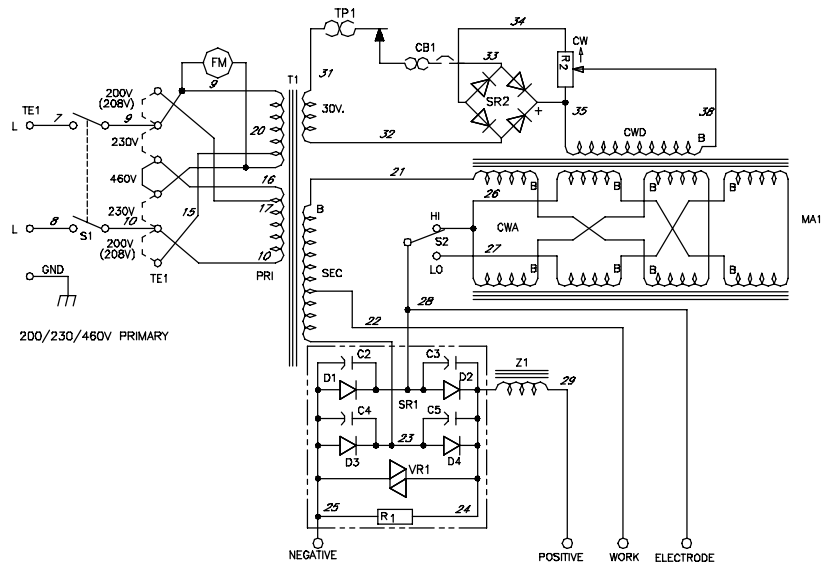 34
TP1
CW
CB1
33
R2
FM
31
T1
9
200V
(208V)
SR2
30V.
+
35
38
TE1
7
9
L
20
32
CWD
B
230V
21
460V
16
B
B
B
26
MA1
17
B
HI
230V
15
S2
CWA
8
10
L
S1
27
200V
(208V)
10
LO
B
B
B
GND
TE1
PRI
SEC
28
22
200/230/460V PRIMARY
C2
C3
Z1
D1
D2
29
SR1
C4
C5
23
D3
D4
VR1
25
24
R1
NEGATIVE
POSITIVE
WORK
ELECTRODE